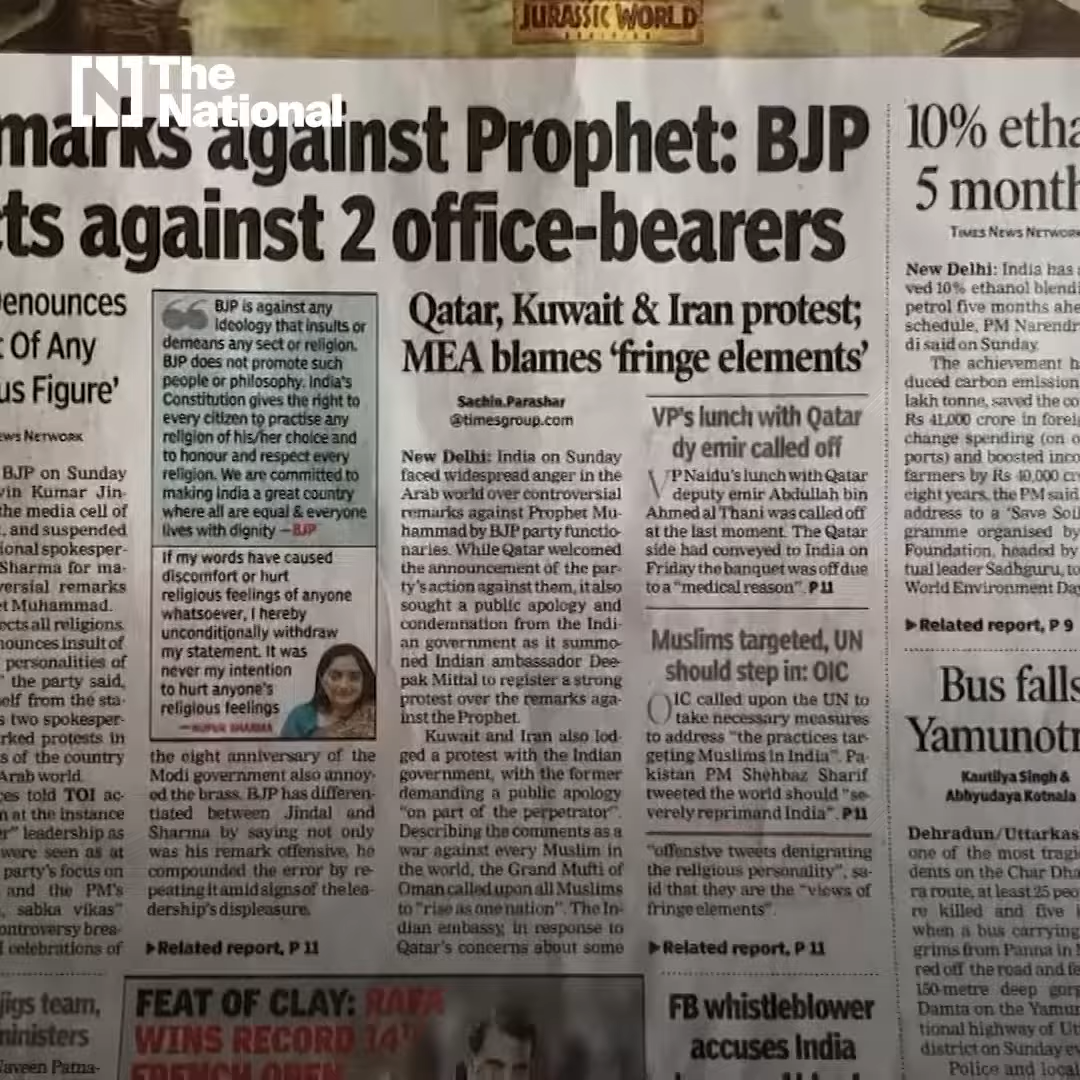 JURASSIC WORLD
The
National
marks against Prophet: BJP
cts against 2 office-bearers
Denounces
Of Any
us Figure'
EWS NETWORK
BJP on Sunday
vin Kumar Jin-
the media cell of
, and suspended
ional spokesper-
Sharma for ma-
versial remarks
et Muhammad.
ects all religions.
nounces insult of
personalities of
" the party said,
self from the sta-
s two spokesper-
rked protests in
s of the country
Arab world.
ces told TOI ac-
n at the instance
er" leadership as
were seen as at
party's focus on
and the PM's
, sabka vikas"
ontroversy brea-
celebrations of
BJP is against any
ideology that insults or
demeans any sect or religion.
BJP does not promote such
people or philosophy. India's
Constitution gives the right to
every citizen to practise any
religion of his/her choice and
to honour and respect every
religion. We are committed to
making India a great country
where all are equal & everyone
lives with dignity —BJP
If my words have caused
discomfort or hurt
religious feelings of anyone
whatsoever, I hereby
unconditionally withdraw
my statement. It was
never my intention
to hurt anyone's
religious feelings
—NUPUR SHARMA
the eight anniversary of the
Modi government also annoy-
ed the brass. BJP has differen-
tiated between Jindal and
Sharma by saying not only
was his remark offensive, he
compounded the error by re-
peating it amid signs of the lea-
dership's displeasure.
▶Related report, P 11
Qatar, Kuwait & Iran protest;
MEA blames 'fringe elements'
Sachin.Parashar
@timesgroup.com
New Delhi: India on Sunday
faced widespread anger in the
Arab world over controversial
remarks against Prophet Mu-
hammad by BJP party functio-
naries. While Qatar welcomed
the announcement of the par-
ty's action against them, it also
sought a public apology and
condemnation from the Indi-
an government as it summo-
ned Indian ambassador Dee-
pak Mittal to register a strong
protest over the remarks aga-
inst the Prophet.
Kuwait and Iran also lod-
ged a protest with the Indian
government, with the former
demanding a public apology
"on part of the perpetrator".
Describing the comments as a
war against every Muslim in
the world, the Grand Mufti of
Oman called upon all Muslims
to "rise as one nation". The In-
dian embassy, in response to
Qatar's concerns about some
VP's lunch with Qatar
dy emir called off
VP Naidu's lunch with Qatar
deputy emir Abdullah bin
Ahmed al Thani was called off
at the last moment. The Qatar
side had conveyed to India on
Friday the banquet was off due
to a "medical reason". P 11
Muslims targeted, UN
should step in: OIC
OIC called upon the UN to
take necessary measures
to address "the practices tar-
geting Muslims in India". Pa-
kistan PM Shehbaz Sharif
tweeted the world should "se-
verely reprimand India". P 11
"offensive tweets denigrating
the religious personality", sa-
id that they are the "views of
fringe elements".
▶Related report, P 11
10% etha
5 month
TIMES NEWS NETWORK
New Delhi: India has
ved 10% ethanol blendi
petrol five months ahe
schedule, PM Narendr
di said on Sunday.
The achievement h
duced carbon emission
lakh tonne, saved the co
Rs 41,000 crore in forei
change spending (on o
ports) and boosted inco
farmers by Rs 40,000 cr
eight years, the PM said
address to a 'Save Soil
gramme organised by
Foundation, headed by
tual leader Sadhguru, to
World Environment Day
▶Related report, P 9
Bus falls
Yamunotr
Kautilya Singh &
Abhyudaya Kotnala
Dehradun/Uttarkas
one of the most tragi
dents on the Char Dha
ra route, at least 25 peo
re killed and five i
when a bus carrying
grims from Panna in
red off the road and fe
150-metre deep gorg
Damta on the Yamun
tional highway of Ut
district on Sunday ev
Police and local
jigs team,
ministers
Naveen Patna-
FEAT OF CLAY: RAFA
WINS RECORD 14TH
FRENCH OPEN
FB whistleblower
accuses India